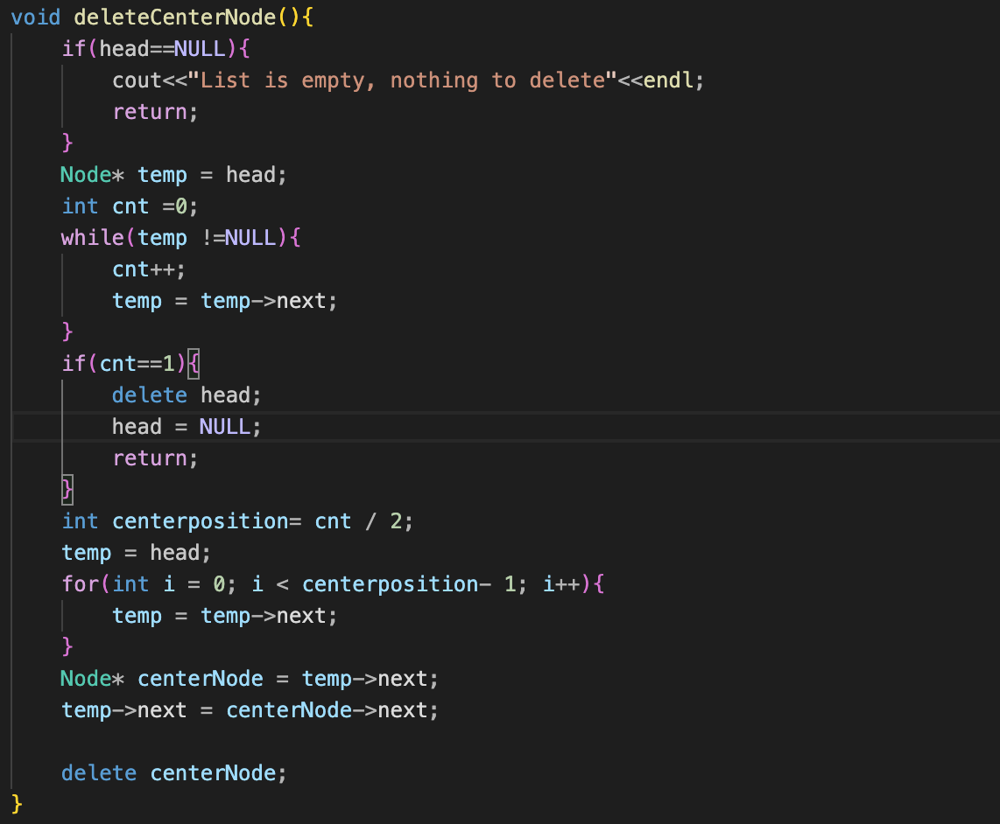 void deleteCenterNode(){
if(head==NULL){
cout<<"List is empty, nothing to delete"<<endl;
return;
}
Node* temp = head;
int cnt =0;
while(temp !=NULL){
cnt++;
temp = temp->next;
}
if(cnt==1){
delete head;
head = NULL;
return;
}
int centerposition= cnt / 2;
temp = head;
for(int i = 0; i < centerposition- 1; i++){
temp = temp->next;
}
Node* centerNode = temp->next;
temp->next = centerNode->next;
delete centerNode;
}